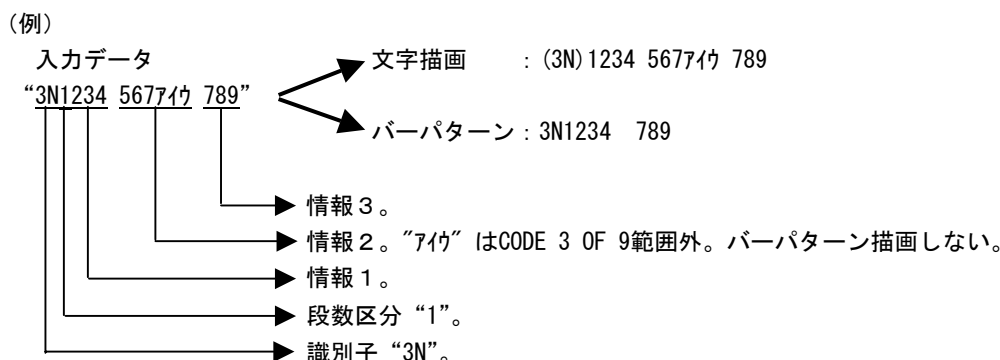 (例)
入力データ
“3N1234 567ｱｲｳ 789”
文字描画 : (3N)1234 567ｱｲｳ 789
バーパターン : 3N1234  789
情報３。
情報２。″ｱｲｳ″ はCODE 3 OF 9範囲外。バーパターン描画しない。
情報１。
段数区分 “1”。
識別子 “3N”。